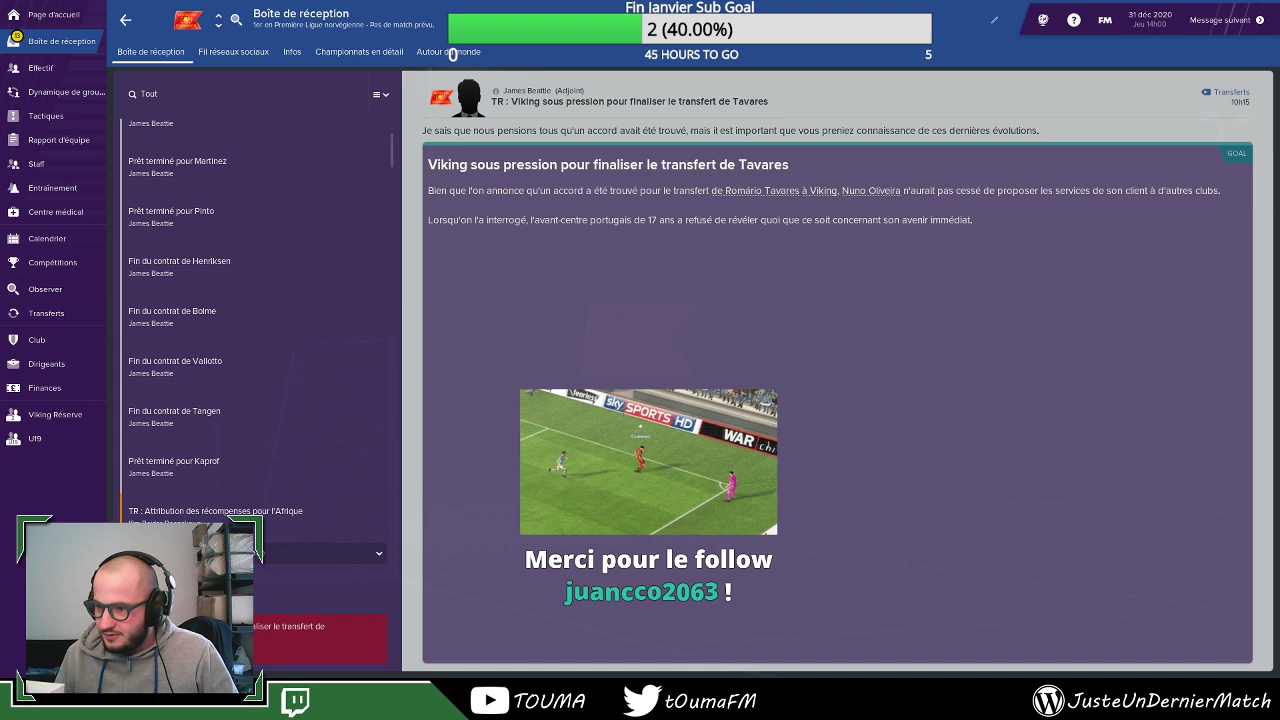 Page d'accueil
13
Boîte de réception
Effectif
Dynamique de grou...
Tactiques
Rapport d'équipe
Staff
Entraînement
Centre médical
Calendrier
Compétitions
Observer
Transferts
Club
Dirigeants
Finances
Viking Réserve
U19
Boîte de réception
1er en Première Ligue norvégienne - Pas de match prévu.
Boîte de réception Fil réseaux sociaux Infos Championnats en détail Autour du monde
Fin Janvier Sub Goal
2 (40.00%)
0 45 HOURS TO GO 5
FM
31 déc 2020
Jeu 14h00
Message suivant
Tout
James Beattie
Prêt terminé pour Martinez
James Beattie
Prêt terminé pour Pinto
James Beattie
Fin du contrat de Henriksen
James Beattie
Fin du contrat de Bolme
James Beattie
Fin du contrat de Vallotto
James Beattie
Fin du contrat de Tangen
James Beattie
Prêt terminé pour Kaprof
James Beattie
TR : Attribution des récompenses pour l'Afrique
aliser le transfert de
James Beattie (Adjoint)
TR : Viking sous pression pour finaliser le transfert de Tavares
Transferts
10h15
Je sais que nous pensions tous qu'un accord avait été trouvé, mais il est important que vous preniez connaissance de ces dernières évolutions.
GOAL
Viking sous pression pour finaliser le transfert de Tavares
Bien que l'on annonce qu'un accord a été trouvé pour le transfert de Romário Tavares à Viking, Nuno Oliveira n'aurait pas cessé de proposer les services de son client à d'autres clubs.
Lorsqu'on l'a interrogé, l'avant-centre portugais de 17 ans a refusé de révéler quoi que ce soit concernant son avenir immédiat.
fearless
sky SPORTS HD
WAR chi
Merci pour le follow
juancco2063 !
TOUMA
tOumaFM
JusteUnDernierMatch